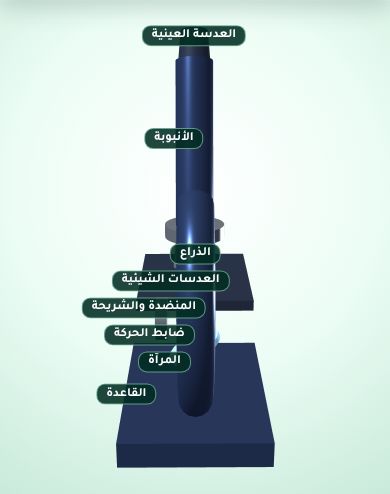 العدسة العينية
الأنبوبة
الذراع
العدسات الشيئية
المنضدة والشريحة
ضابط الحركة
المرآة
القاعدة